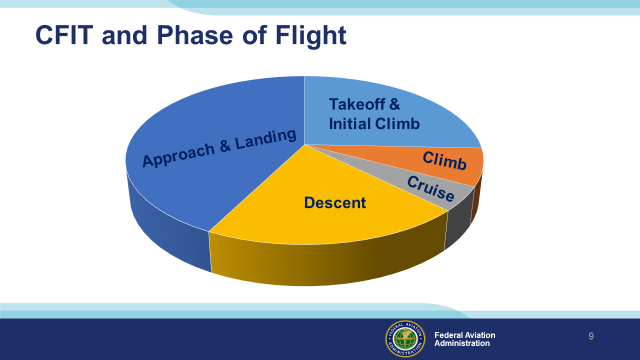 CFIT and Phase of Flight
Takeoff &
Initial Climb
Approach & Landing
Climb
Cruise
Descent
Federal Aviation
Administration
9